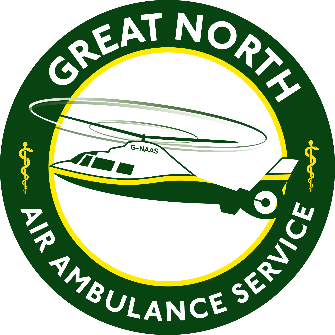 GREAT NORTH
G-NAAS
AIR AMBULANCE SERVICE